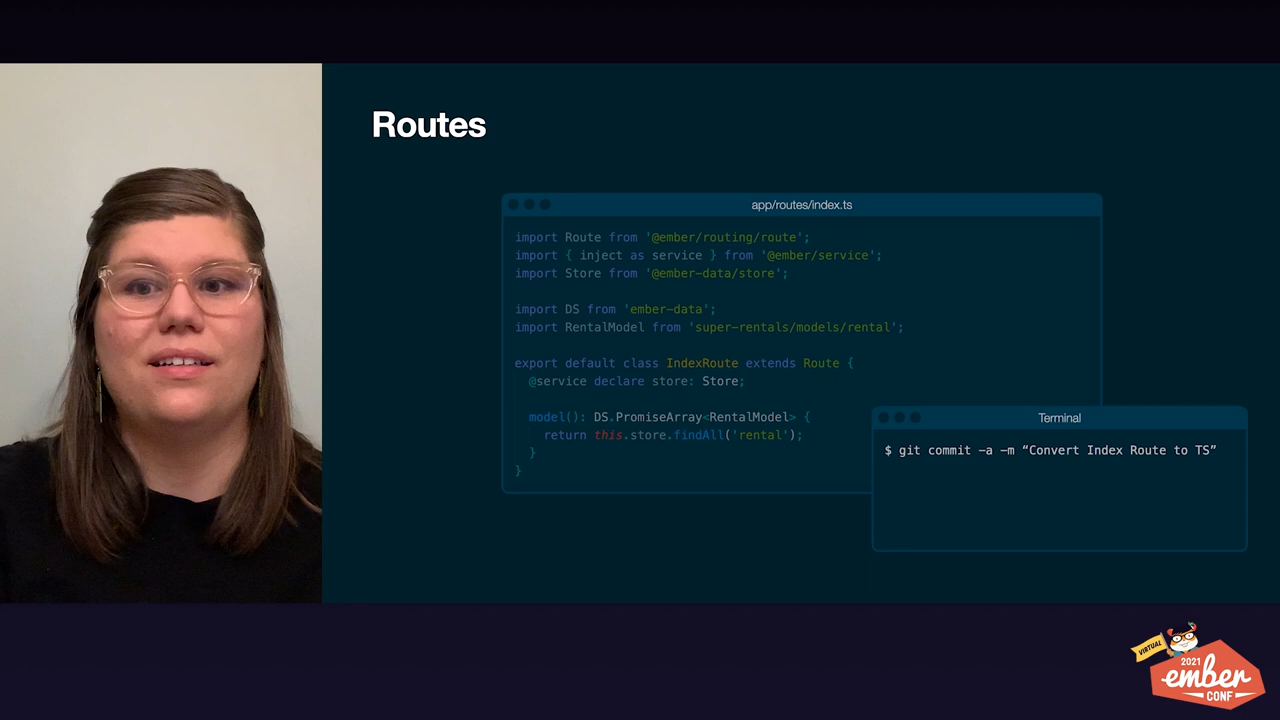 Routes
app/routes/index.ts
import Route from '@ember/routing/route';
import { inject as service } from '@ember/service';
import Store from '@ember-data/store';
import DS from 'ember-data';
import RentalModel from 'super-rentals/models/rental';
export default class IndexRoute extends Route {
@service declare store: Store;
model(): DS.PromiseArray<RentalModel> {
return this.store.findAll('rental');
}
}
Terminal
$ git commit -a -m “Convert Index Route to TS”
VIRTUAL
2021
ember
CONF